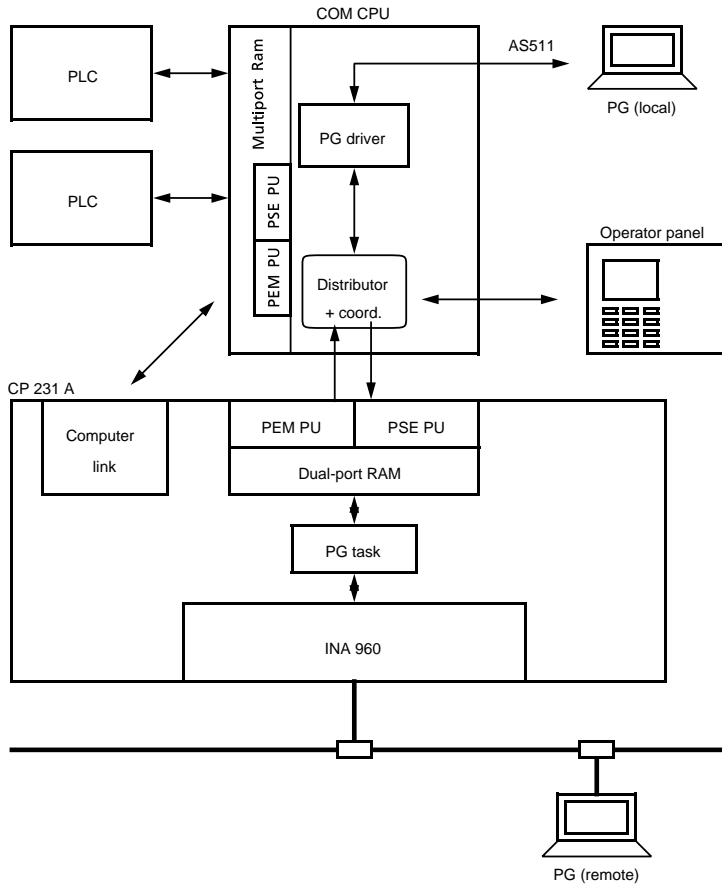 COM CPU
AS511
PLC
Multiport Ram
PG driver
PG (local)
PLC
PSE PU
Operator panel
PEM PU
Distributor
+ coord.
CP 231 A
Computer
link
PEM PU
PSE PU
Dual-port RAM
PG task
INA 960
PG (remote)